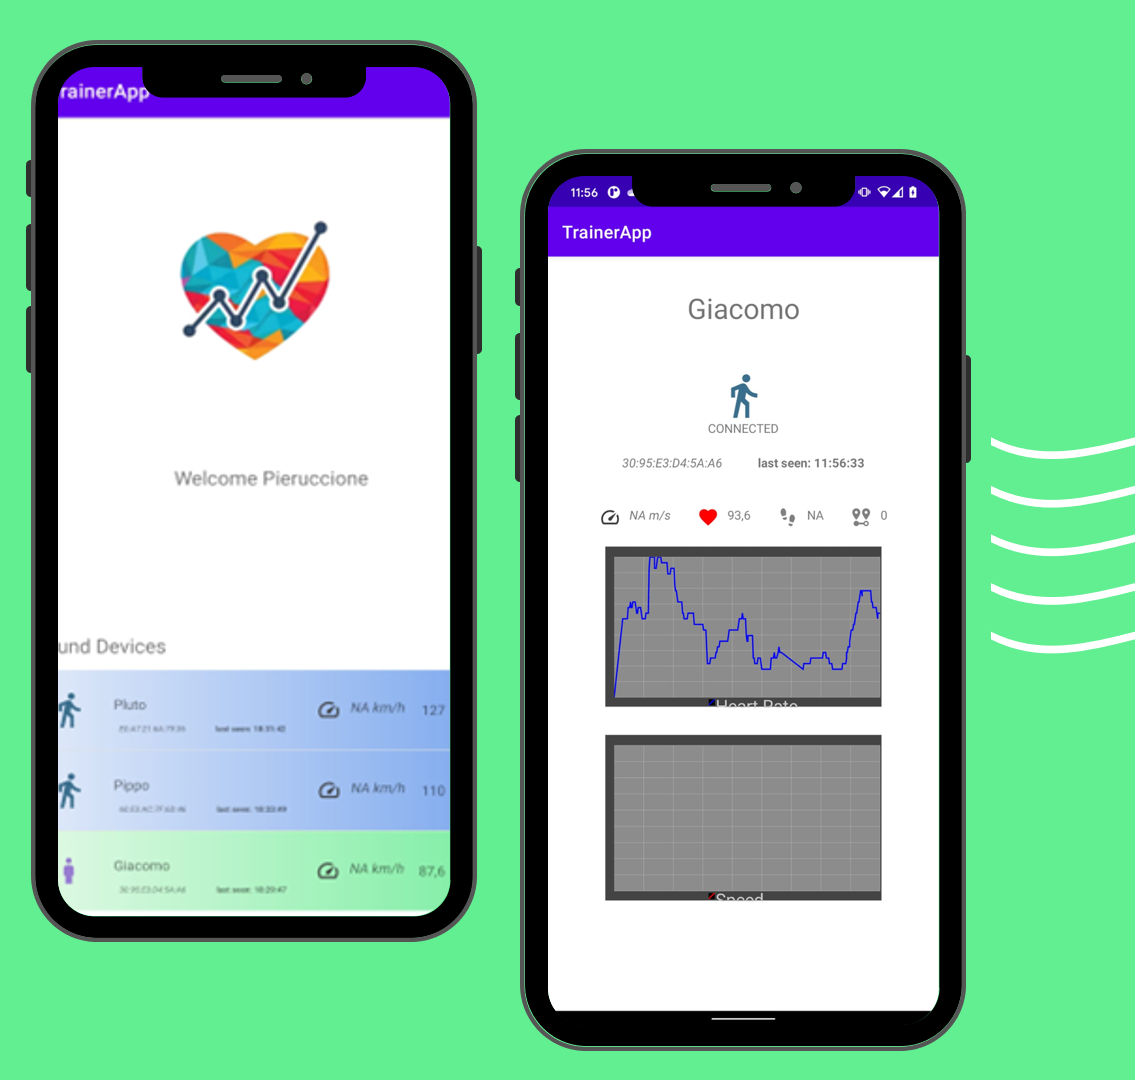 rainerApp
Welcome Pieruccione
und Devices
Pluto
NA km/h 127
last seen: 18:31:42
Pippo
NA km/h 110
last seen: 18:33:49
Giacomo
NA km/h 87,6
30:95:E3:D4:5A:A6 last seen: 18:29:47
11:56
TrainerApp
Giacomo
CONNECTED
30:95:E3:D4:5A:A6 last seen: 11:56:33
NA m/s 93,6 NA 0
Heart Rate
Speed